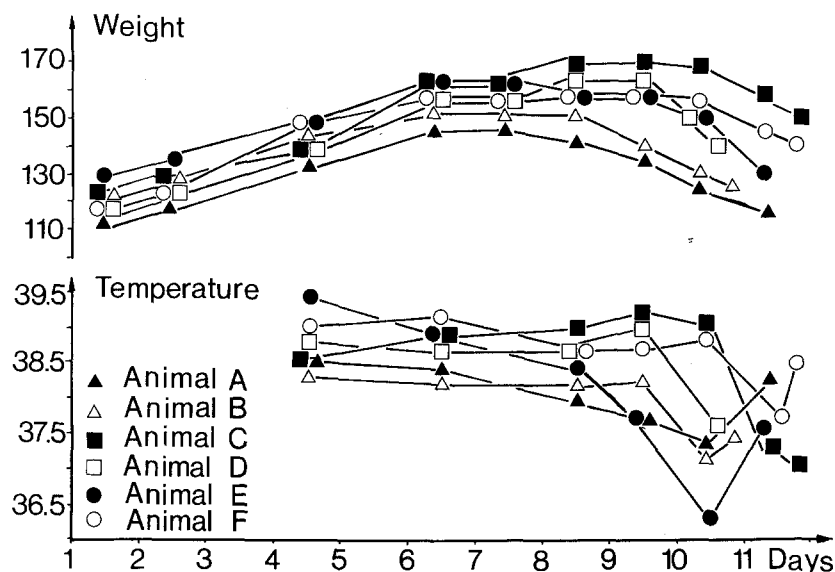 Weight
170
150
130
110
39.5
Temperature
38.5
37.5
36.5
▲ Animal A
△ Animal B
■ Animal C
□ Animal D
● Animal E
○ Animal F
1 2 3 4 5 6 7 8 9 10 11 Days